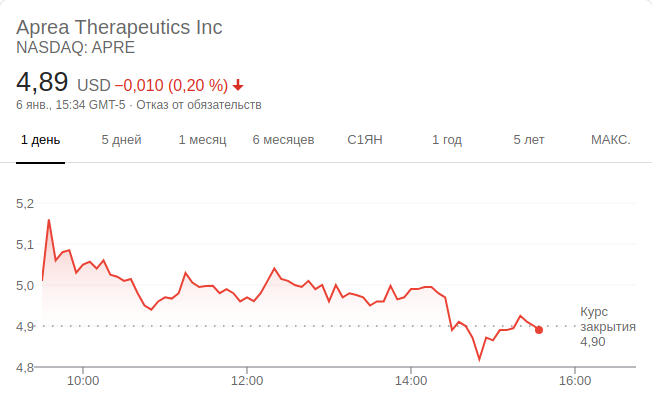 Aprea Therapeutics Inc
NASDAQ: APRE
4,89 USD −0,010 (0,20 %)
6 янв., 15:34 GMT-5 · Отказ от обязательств
1 день 5 дней 1 месяц 6 месяцев С1ЯН 1 год 5 лет МАКС.
5,2
5,1
5,0
4,9
4,8
Курс
закрытия
4,90
10:00 12:00 14:00 16:00